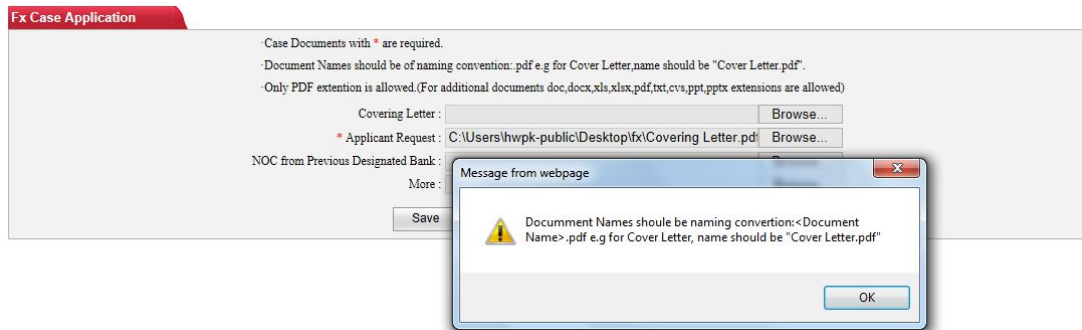 Fx Case Application
·Case Documents with * are required.
·Document Names should be of naming convention:.pdf e.g for Cover Letter,name should be "Cover Letter.pdf".
·Only PDF extention is allowed.(For additional documents doc,docx,xls,xlsx,pdf,txt,cvs,ppt,pptx extensions are allowed)
Covering Letter : Browse...
* Applicant Request : C:\Users\hwpk-public\Desktop\fx\Covering Letter.pdf Browse...
NOC from Previous Designated Bank :
More :
Save
Message from webpage
Documment Names shoule be naming convertion:<Document
Name>.pdf e.g for Cover Letter, name should be "Cover Letter.pdf"
OK